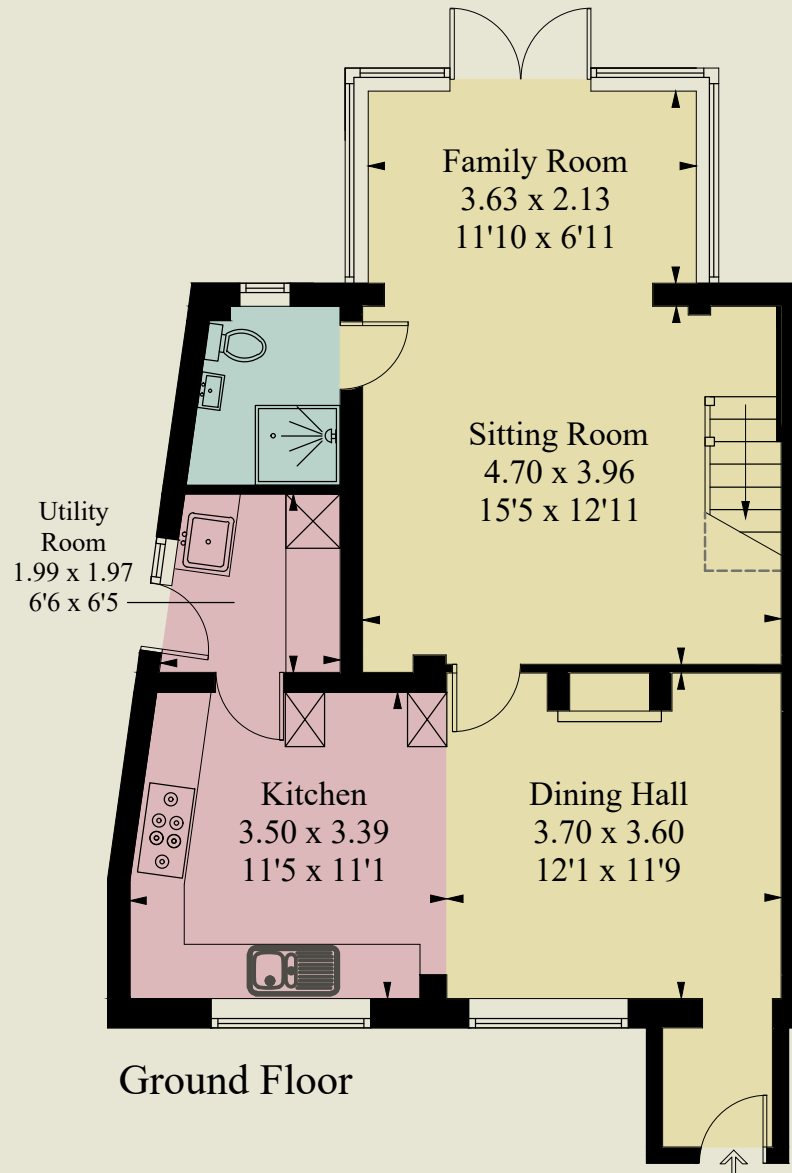 Family Room
3.63 x 2.13
11'10 x 6'11
Sitting Room
4.70 x 3.96
15'5 x 12'11
Utility
Room
1.99 x 1.97
6'6 x 6'5
Kitchen
3.50 x 3.39
11'5 x 11'1
Dining Hall
3.70 x 3.60
12'1 x 11'9
Ground Floor